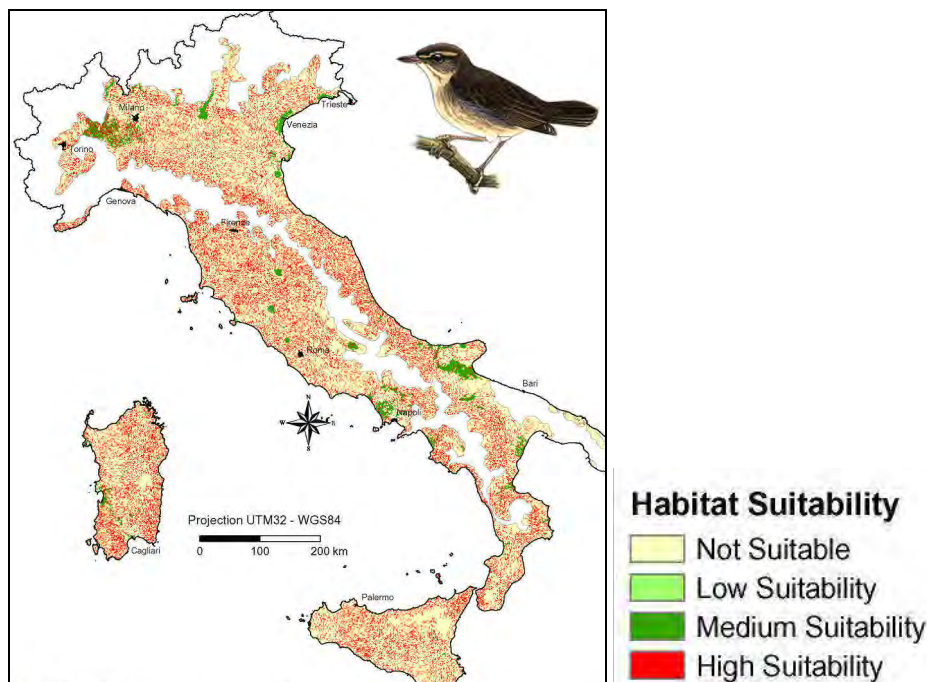 Milano
Trieste
Venezia
Torino
Genova
Firenze
Roma
Bari
Napoli
N
W
E
S
Projection UTM32 - WGS84
0 100 200 km
Cagliari
Palermo
Habitat Suitability
Not Suitable
Low Suitability
Medium Suitability
High Suitability